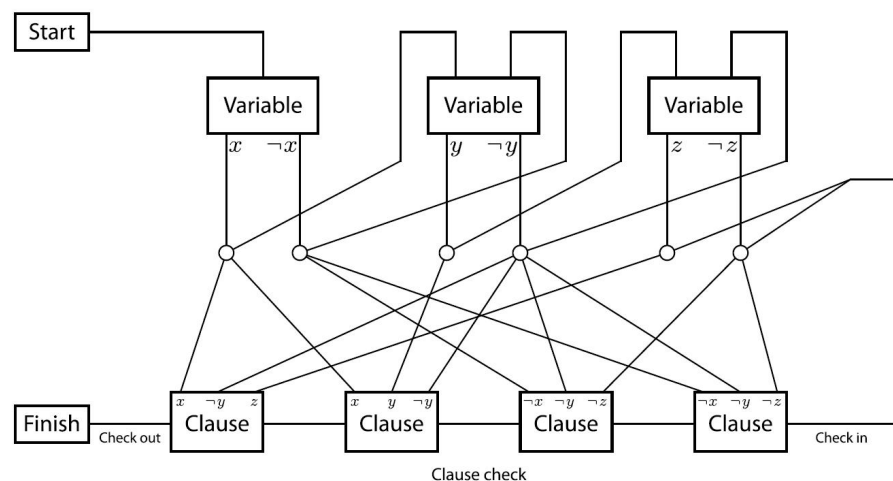 Start
Variable Variable Variable
x ¬x y ¬y z ¬z
x ¬y z x y ¬y ¬x ¬y ¬z ¬x ¬y ¬z
Finish Clause Clause Clause Clause
Check out Check in
Clause check